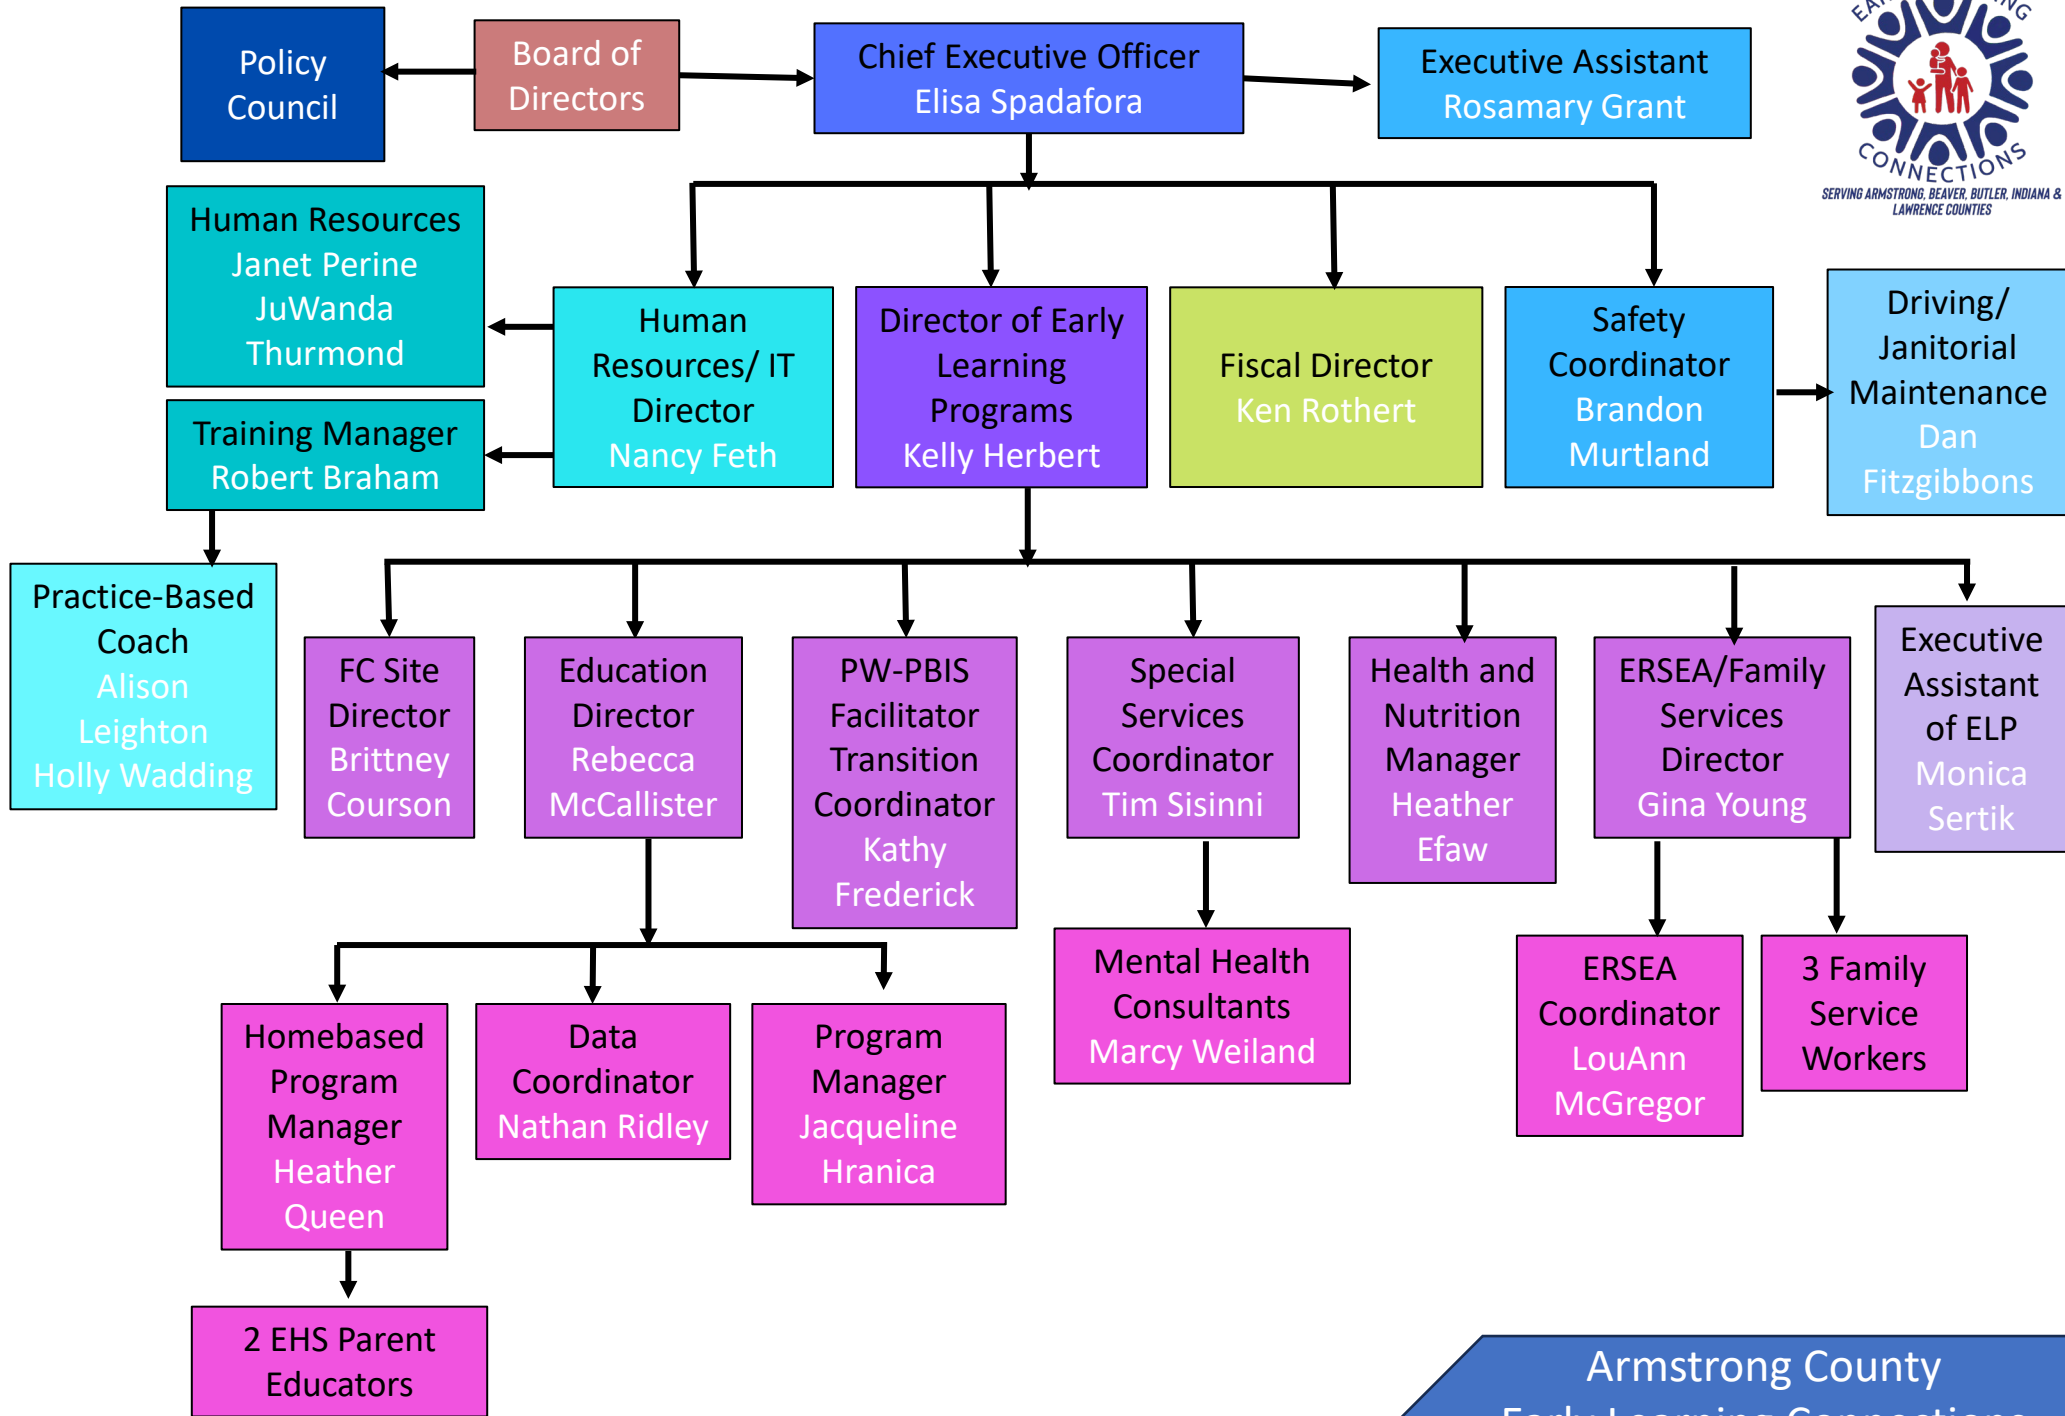 Policy
Council
Board of
Directors
Chief Executive Officer
Elisa Spadafora
Executive Assistant
Rosamary Grant
CONNECTIONS
SERVING ARMSTRONG, BEAVER, BUTLER, INDIANA &
LAWRENCE COUNTIES
Human Resources
Janet Perine
JuWanda
Thurmond
Training Manager
Robert Braham
Human
Resources/ IT
Director
Nancy Feth
Director of Early
Learning
Programs
Kelly Herbert
Fiscal Director
Ken Rothert
Safety
Coordinator
Brandon
Murtland
Driving/
Janitorial
Maintenance
Dan
Fitzgibbons
Practice-Based
Coach
Alison
Leighton
Holly Wadding
FC Site
Director
Brittney
Courson
Education
Director
Rebecca
McCallister
PW-PBIS
Facilitator
Transition
Coordinator
Kathy
Frederick
Special
Services
Coordinator
Tim Sisinni
Health and
Nutrition
Manager
Heather
Efaw
ERSEA/Family
Services
Director
Gina Young
Executive
Assistant
of ELP
Monica
Sertik
Homebased
Program
Manager
Heather
Queen
Data
Coordinator
Nathan Ridley
Program
Manager
Jacqueline
Hranica
Mental Health
Consultants
Marcy Weiland
ERSEA
Coordinator
LouAnn
McGregor
3 Family
Service
Workers
2 EHS Parent
Educators
Armstrong County
Early Learning Connections